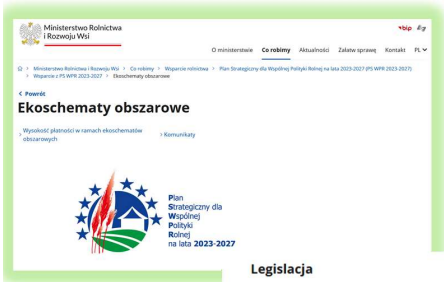 Ministerstwo Rolnictwa
i Rozwoju Wsi
bip
O ministerstwie Co robimy Aktualności Załatw sprawę Kontakt PL
Ministerstwo Rolnictwa i Rozwoju Wsi > Co robimy > Wsparcie rolnictwa > Plan Strategiczny dla Wspólnej Polityki Rolnej na lata 2023-2027 (PS WPR 2023-2027)
> Wsparcie z PS WPR 2023-2027 > Ekoschematy obszarowe
< Powrót
Ekoschematy obszarowe
> Wysokość płatności w ramach ekoschematów
obszarowych
> Komunikaty
Plan
Strategiczny dla
Wspólnej
Polityki
Rolnej
na lata 2023-2027
Legislacja